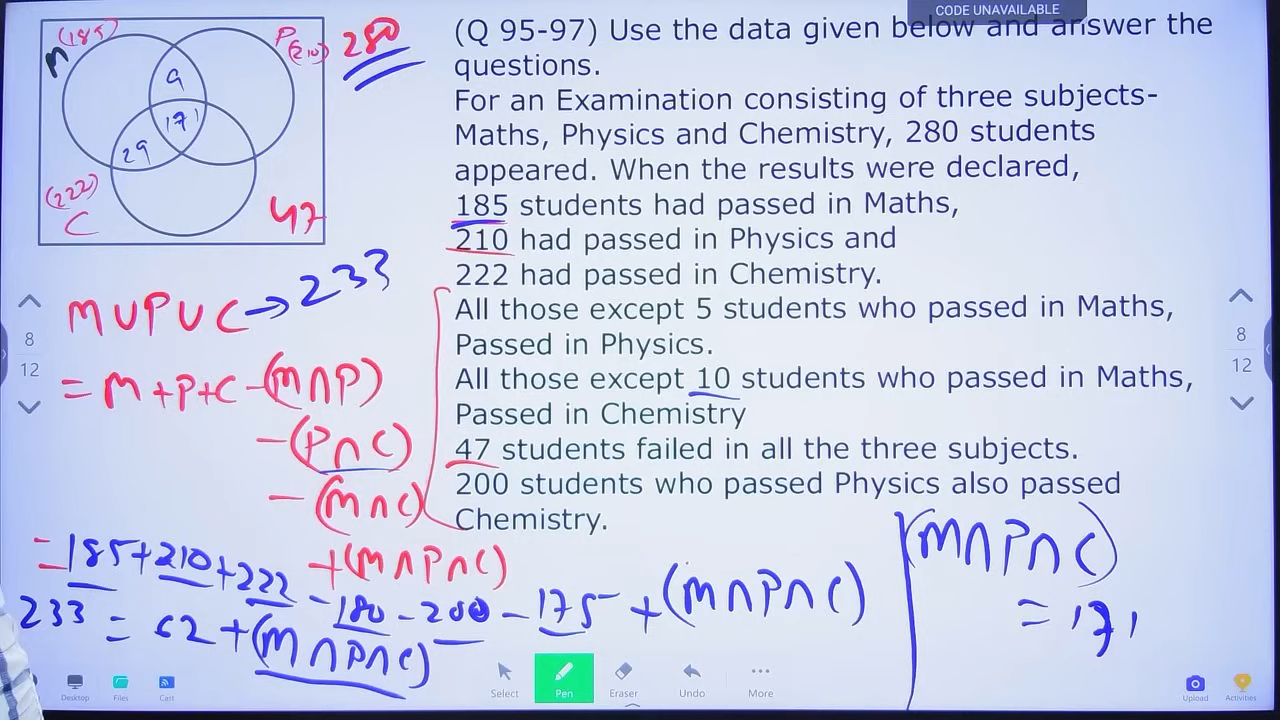 CODE UNAVAILABLE
(Q 95-97) Use the data given below and answer the
questions.
For an Examination consisting of three subjects-
Maths, Physics and Chemistry, 280 students
appeared. When the results were declared,
185 students had passed in Maths,
210 had passed in Physics and
222 had passed in Chemistry.
All those except 5 students who passed in Maths,
Passed in Physics.
All those except 10 students who passed in Maths,
Passed in Chemistry
47 students failed in all the three subjects.
200 students who passed Physics also passed
Chemistry.
(185)
M
P
(210)
280
9
171
29
(222)
C
47
M∪P∪C → 233
= M+P+C-(M∩P)
-(P∩C)
-(M∩C)
+(M∩P∩C)
= 185+210+222 - 180 - 200 - 175 + (M∩P∩C)
233 = 62 + (M∩P∩C)
(M∩P∩C)
= 171
8
12
8
12
Desktop
Files
Cast
Select
Pen
Eraser
Undo
More
Upload
Activities